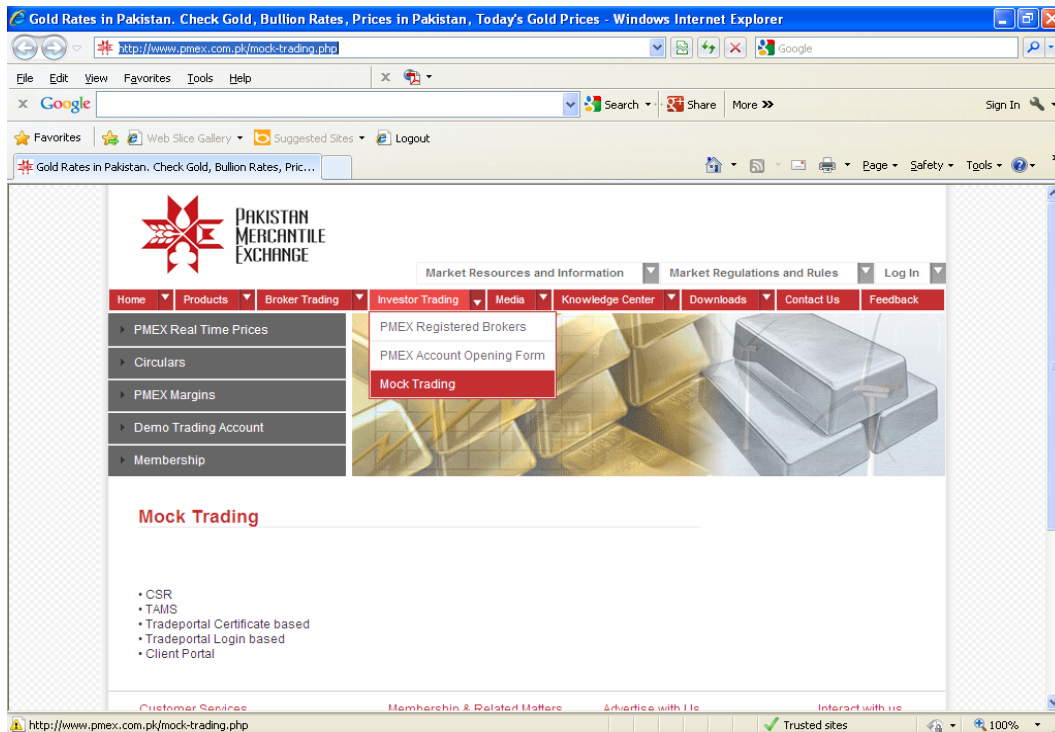 Gold Rates in Pakistan. Check Gold, Bullion Rates, Prices in Pakistan, Today's Gold Prices - Windows Internet Explorer
http://www.pmex.com.pk/mock-trading.php Google
File Edit View Favorites Tools Help x
x Google Search Share More Sign In
Favorites Web Slice Gallery Suggested Sites Logout
Gold Rates in Pakistan. Check Gold, Bullion Rates, Pric... Page Safety Tools
PAKISTAN
MERCANTILE
EXCHANGE
Market Resources and Information Market Regulations and Rules Log In
Home Products Broker Trading Investor Trading Media Knowledge Center Downloads Contact Us Feedback
PMEX Real Time Prices
Circulars
PMEX Margins
Demo Trading Account
Membership
PMEX Registered Brokers
PMEX Account Opening Form
Mock Trading
Mock Trading
• CSR
• TAMS
• Tradeportal Certificate based
• Tradeportal Login based
• Client Portal
Customer Services Membership & Related Matters Advertise with Us Interact with us
http://www.pmex.com.pk/mock-trading.php Trusted sites 100%